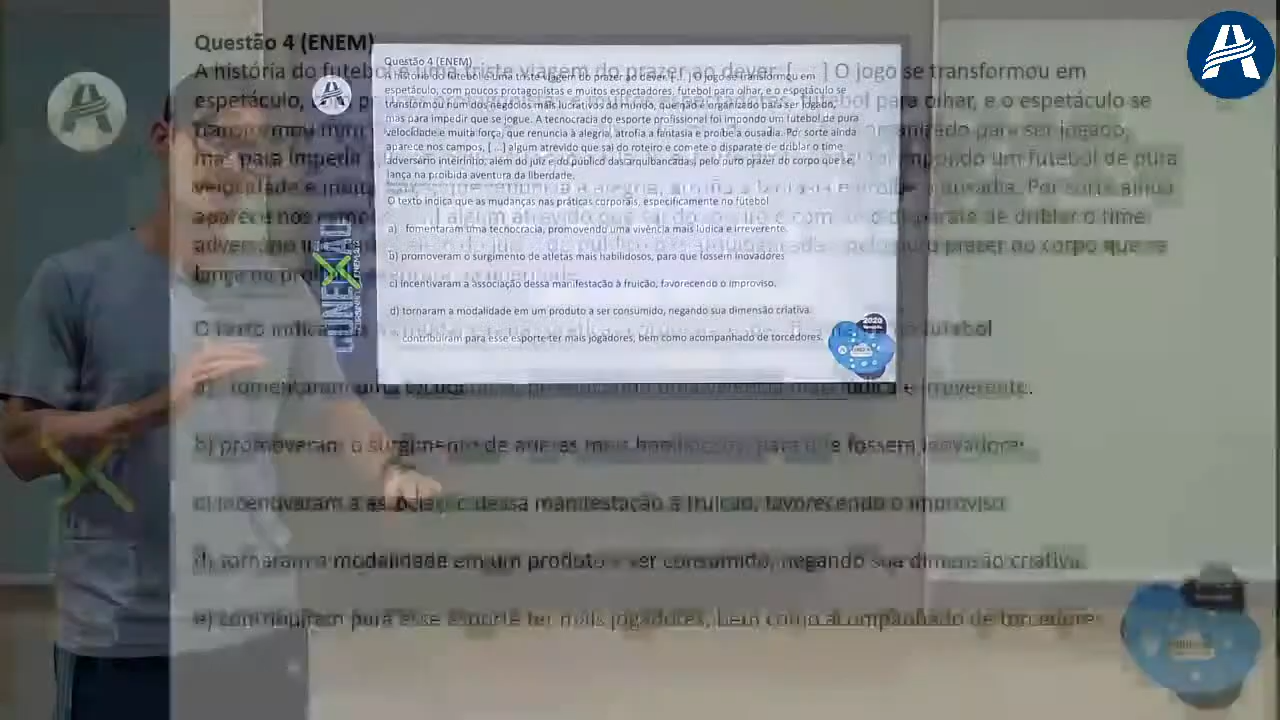 Questão 4 (ENEM)
A história do futebol é uma triste viagem do prazer ao dever. [...] O jogo se transformou em
espetáculo, com poucos protagonistas e muitos espectadores, futebol para olhar, e o espetáculo se
transformou num dos negócios mais lucrativos do mundo, que não é organizado para ser jogado,
mas para impedir que se jogue. A tecnocracia do esporte profissional foi impondo um futebol de pura
velocidade e muita força, que renuncia à alegria, atrofia a fantasia e proíbe a ousadia. Por sorte ainda
aparece nos campos, [...] algum atrevido que sai do roteiro e comete o disparate de driblar o time
adversário inteirinho, além do juiz e do público das arquibancadas, pelo puro prazer do corpo que se
lança na proibida aventura da liberdade.
O texto indica que as mudanças nas práticas corporais, especificamente no futebol
a) fomentaram uma tecnocracia, promovendo uma vivência mais lúdica e irreverente.
b) promoveram o surgimento de atletas mais habilidosos, para que fossem inovadores
c) incentivaram a associação dessa manifestação à fruição, favorecendo o improviso.
d) tornaram a modalidade em um produto a ser consumido, negando sua dimensão criativa.
e) contribuíram para esse esporte ter mais jogadores, bem como acompanhado de torcedores.